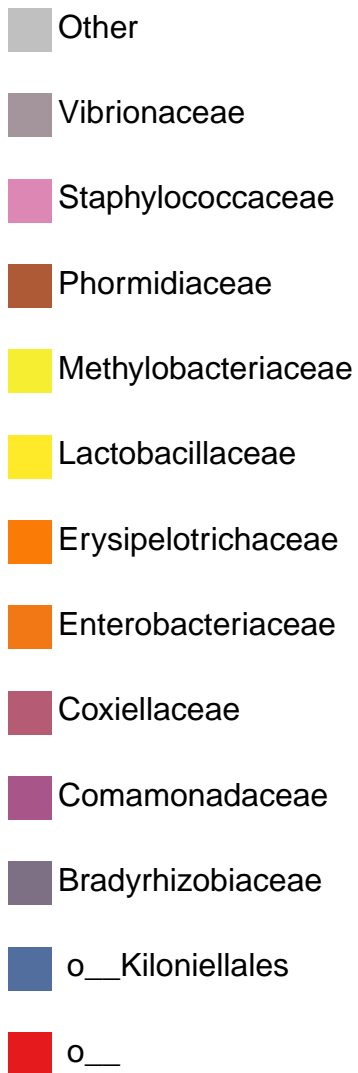 Other
Vibrionaceae
Staphylococcaceae
Phormidiaceae
Methylobacteriaceae
Lactobacillaceae
Erysipelotrichaceae
Enterobacteriaceae
Coxiellaceae
Comamonadaceae
Bradyrhizobiaceae
o__Kiloniellales
o__